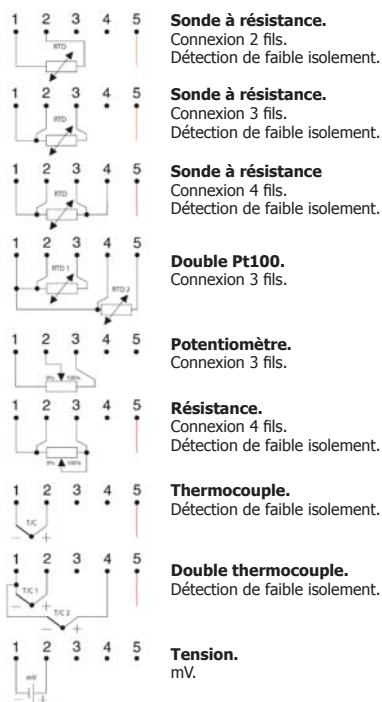 1 2 3 4 5
RTD
Sonde à résistance.
Connexion 2 fils.
Détection de faible isolement.
1 2 3 4 5
RTD
Sonde à résistance.
Connexion 3 fils.
Détection de faible isolement.
1 2 3 4 5
RTD
Sonde à résistance
Connexion 4 fils.
Détection de faible isolement.
1 2 3 4 5
RTD 1
RTD 2
Double Pt100.
Connexion 3 fils.
1 2 3 4 5
0% 100%
Potentiomètre.
Connexion 3 fils.
1 2 3 4 5
0% 100%
Résistance.
Connexion 4 fils.
Détection de faible isolement.
1 2 3 4 5
T/C
− +
Thermocouple.
Détection de faible isolement.
1 2 3 4 5
T/C 1
− +
T/C 2
− +
Double thermocouple.
Détection de faible isolement.
1 2 3 4 5
mV
− +
Tension.
mV.